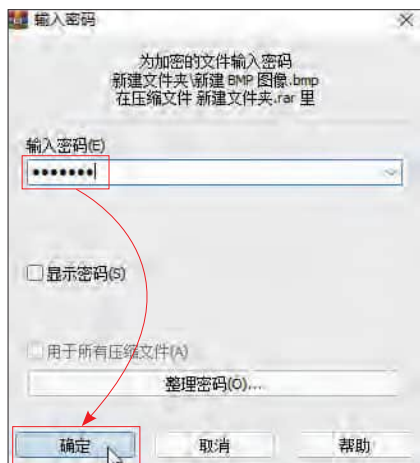 输入密码
为加密的文件输入密码
新建文件夹\新建 BMP 图像.bmp
在压缩文件 新建文件夹.rar 里
输入密码(E)
•••••••
显示密码(S)
用于所有压缩文件(A)
整理密码(O)...
确定 取消 帮助